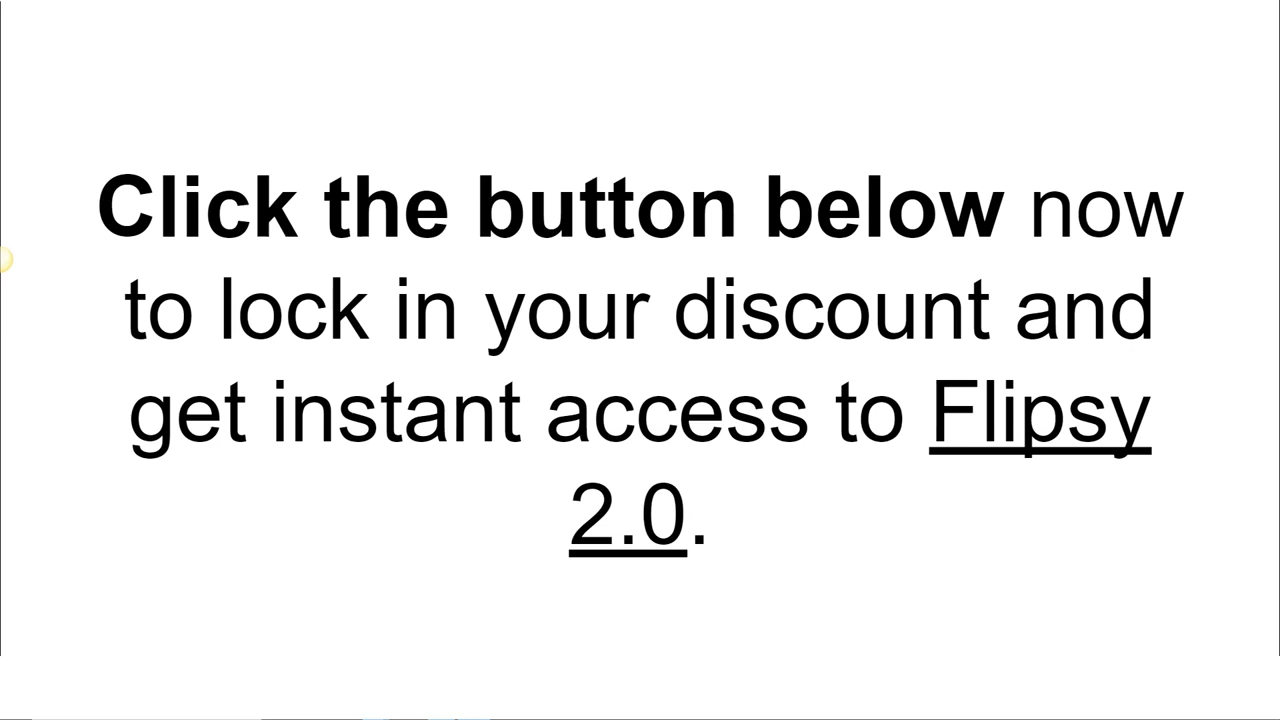 Click the button below now
to lock in your discount and
get instant access to Flipsy
2.0.